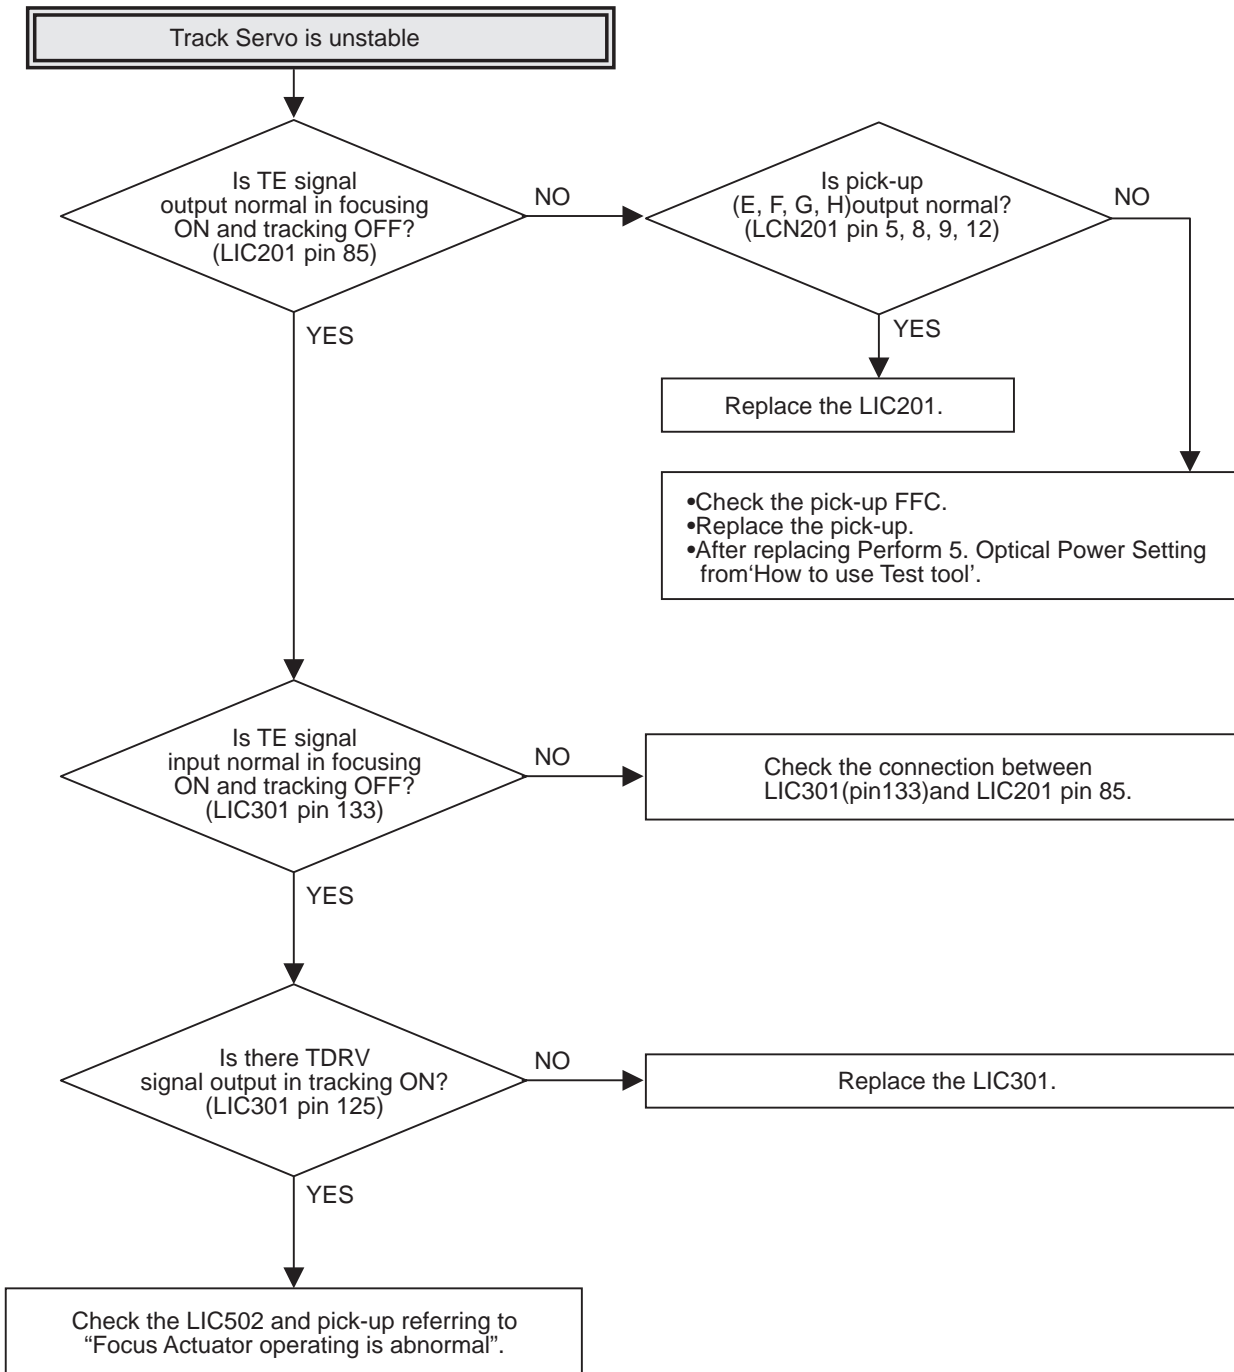 Track Servo is unstable
Is TE signal
output normal in focusing
ON and tracking OFF?
(LIC201 pin 85)
NO
Is pick-up
(E, F, G, H)output normal?
(LCN201 pin 5, 8, 9, 12)
NO
YES
YES
Replace the LIC201.
•Check the pick-up FFC.
•Replace the pick-up.
•After replacing Perform 5. Optical Power Setting
from‘How to use Test tool’.
Is TE signal
input normal in focusing
ON and tracking OFF?
(LIC301 pin 133)
NO
Check the connection between
LIC301(pin133)and LIC201 pin 85.
YES
Is there TDRV
signal output in tracking ON?
(LIC301 pin 125)
NO
Replace the LIC301.
YES
Check the LIC502 and pick-up referring to
“Focus Actuator operating is abnormal”.